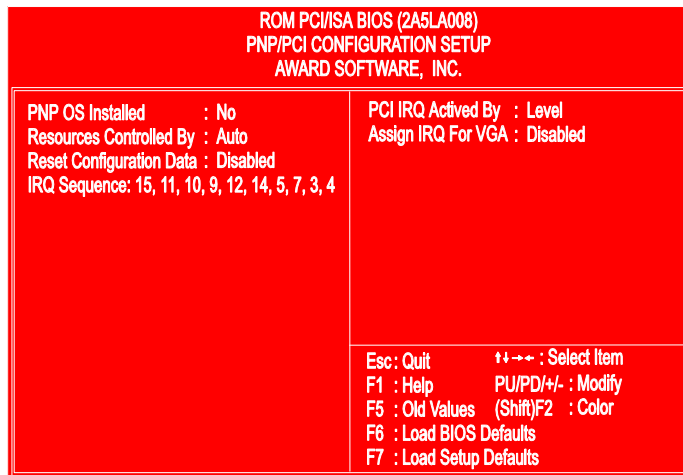 ROM PCI/ISA BIOS (2A5LA008)
PNP/PCI CONFIGURATION SETUP
AWARD SOFTWARE, INC.
PNP OS Installed : No
Resources Controlled By : Auto
Reset Configuration Data : Disabled
IRQ Sequence: 15, 11, 10, 9, 12, 14, 5, 7, 3, 4
PCI IRQ Actived By : Level
Assign IRQ For VGA : Disabled
Esc : Quit ↑↓→← : Select Item
F1 : Help PU/PD/+/- : Modify
F5 : Old Values (Shift)F2 : Color
F6 : Load BIOS Defaults
F7 : Load Setup Defaults